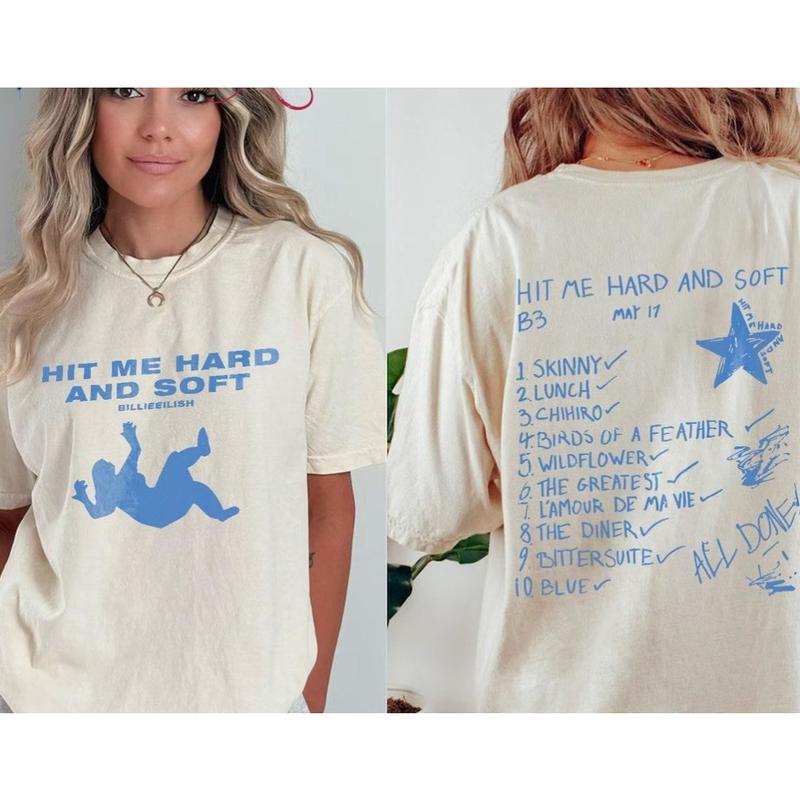 HIT ME HARD
AND SOFT
BILLIEEILISH
HIT ME HARD AND SOFT
B3 MAY 17
HIT ME HARD AND SOFT
1. SKINNY✓
2. LUNCH✓
3. CHIHIRO✓
4. BIRDS OF A FEATHER ✓
5. WILDFLOWER✓
6. THE GREATEST✓
7. L'AMOUR DE MA VIE✓
8. THE DINER✓
9. BITTERSUITE✓
10. BLUE✓
ALL DONE!